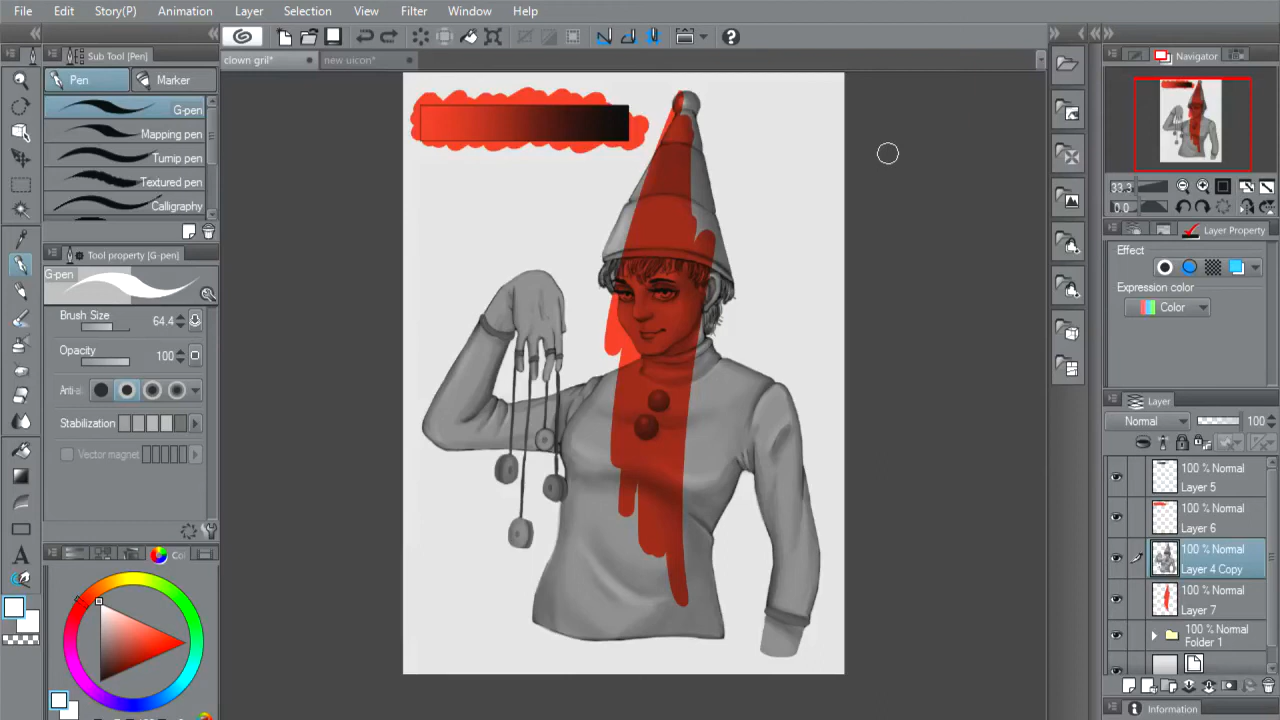 File Edit Story(P) Animation Layer Selection View Filter Window Help
Sub Tool [Pen]
clown gril* new uicon*
Navigator
Pen Marker
G-pen
Mapping pen
Turnip pen
Textured pen
Calligraphy
33.3
0.0
Tool property [G-pen]
G-pen
Brush Size 64.4
Opacity 100
Anti-al
Stabilization
Vector magnet
Col
Layer Property
Effect
Expression color
Color
Layer
Normal 100
100 % Normal
Layer 5
100 % Normal
Layer 6
100 % Normal
Layer 4 Copy
100 % Normal
Layer 7
100 % Normal
Folder 1
Information